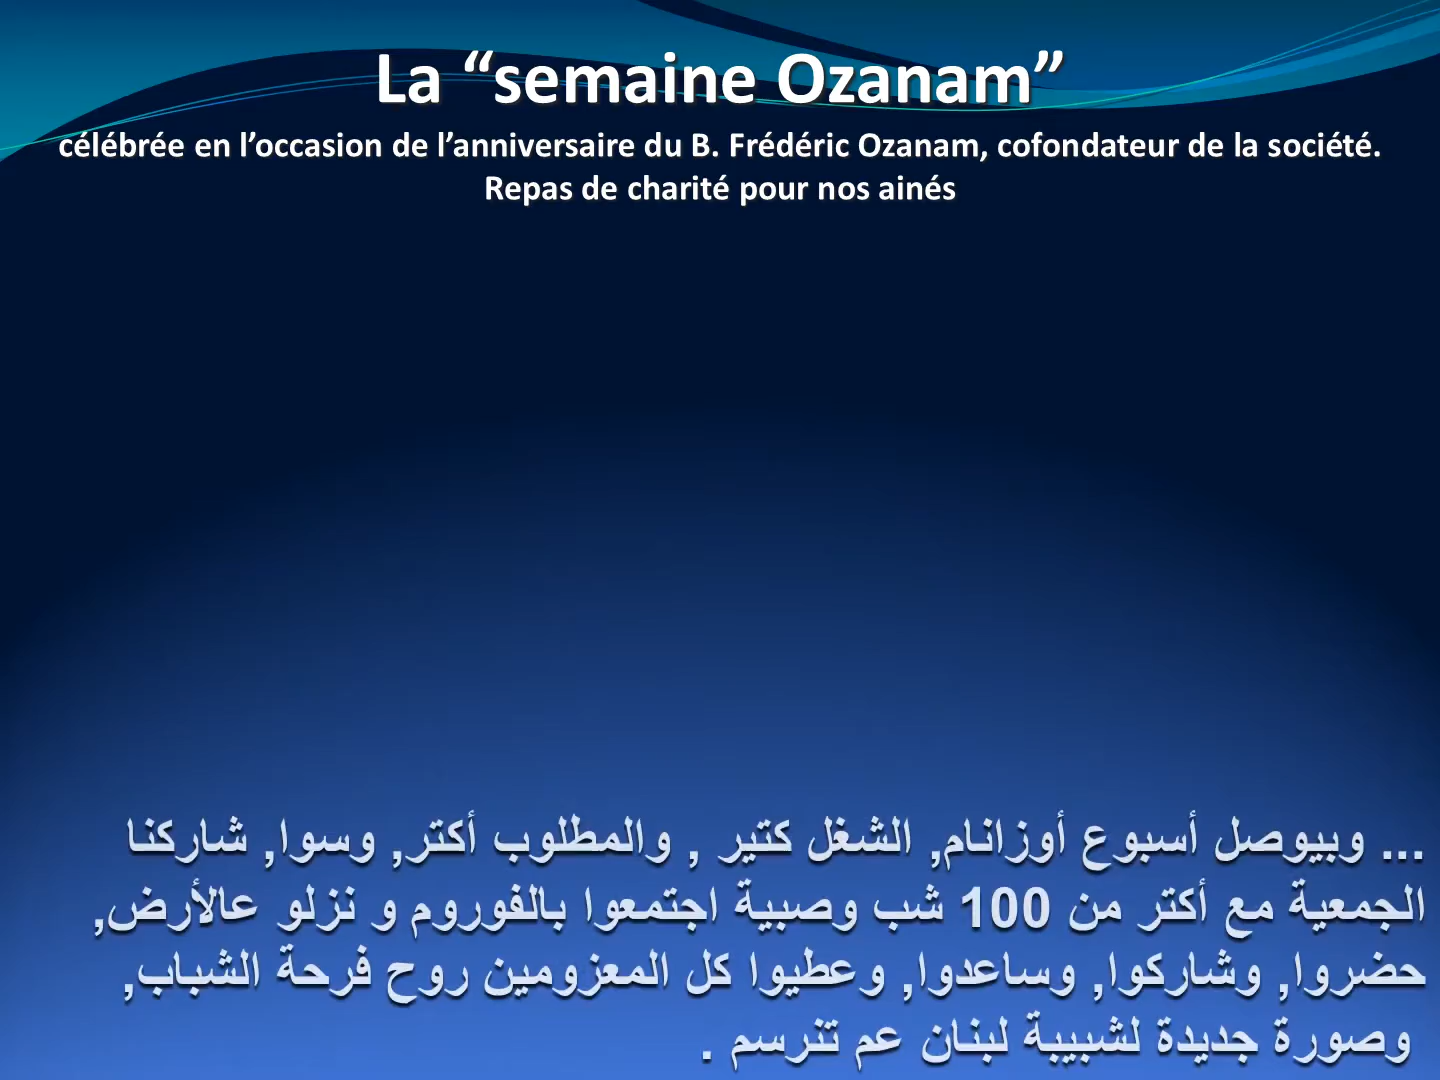 La “semaine Ozanam”
célébrée en l’occasion de l’anniversaire du B. Frédéric Ozanam, cofondateur de la société.
Repas de charité pour nos ainés
... وبيوصل أسبوع أوزانام, الشغل كتير , والمطلوب أكتر, وسوا, شاركنا
الجمعية مع أكتر من 100 شب وصبية اجتمعوا بالفوروم و نزلو عالأرض,
حضروا, وشاركوا, وساعدوا, وعطيوا كل المعزومين روح فرحة الشباب,
وصورة جديدة لشبيبة لبنان عم تنرسم .